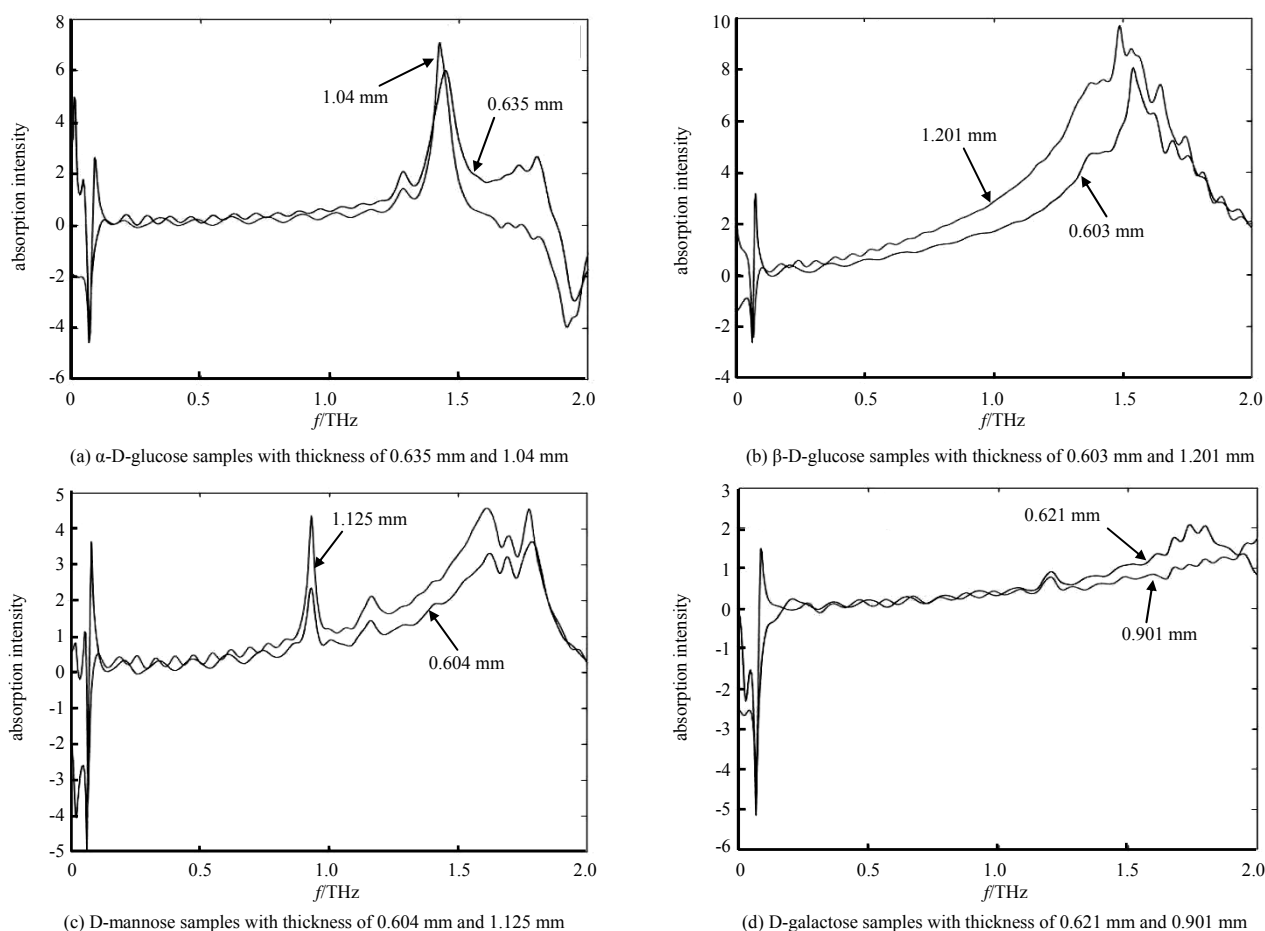 8
6
4
2
0
-2
-4
6
absorption intensity
1.04 mm
0.635 mm
0
0.5
1.0
1.5
2.0
f/THz
(a) α-D-glucose samples with thickness of 0.635 mm and 1.04 mm
10
8
6
4
2
0
-2
-4
absorption intensity
1.201 mm
0.603 mm
0
0.5
1.0
1.5
2.0
f/THz
(b) β-D-glucose samples with thickness of 0.603 mm and 1.201 mm
5
4
3
2
1
0
-1
-2
-3
-4
-5
absorption intensity
1.125 mm
0.604 mm
0
0.5
1.0
1.5
2.0
f/THz
(c) D-mannose samples with thickness of 0.604 mm and 1.125 mm
3
2
1
0
-1
-2
-3
-4
-5
-6
absorption intensity
0.621 mm
0.901 mm
0
0.5
1.0
1.5
2.0
f/THz
(d) D-galactose samples with thickness of 0.621 mm and 0.901 mm